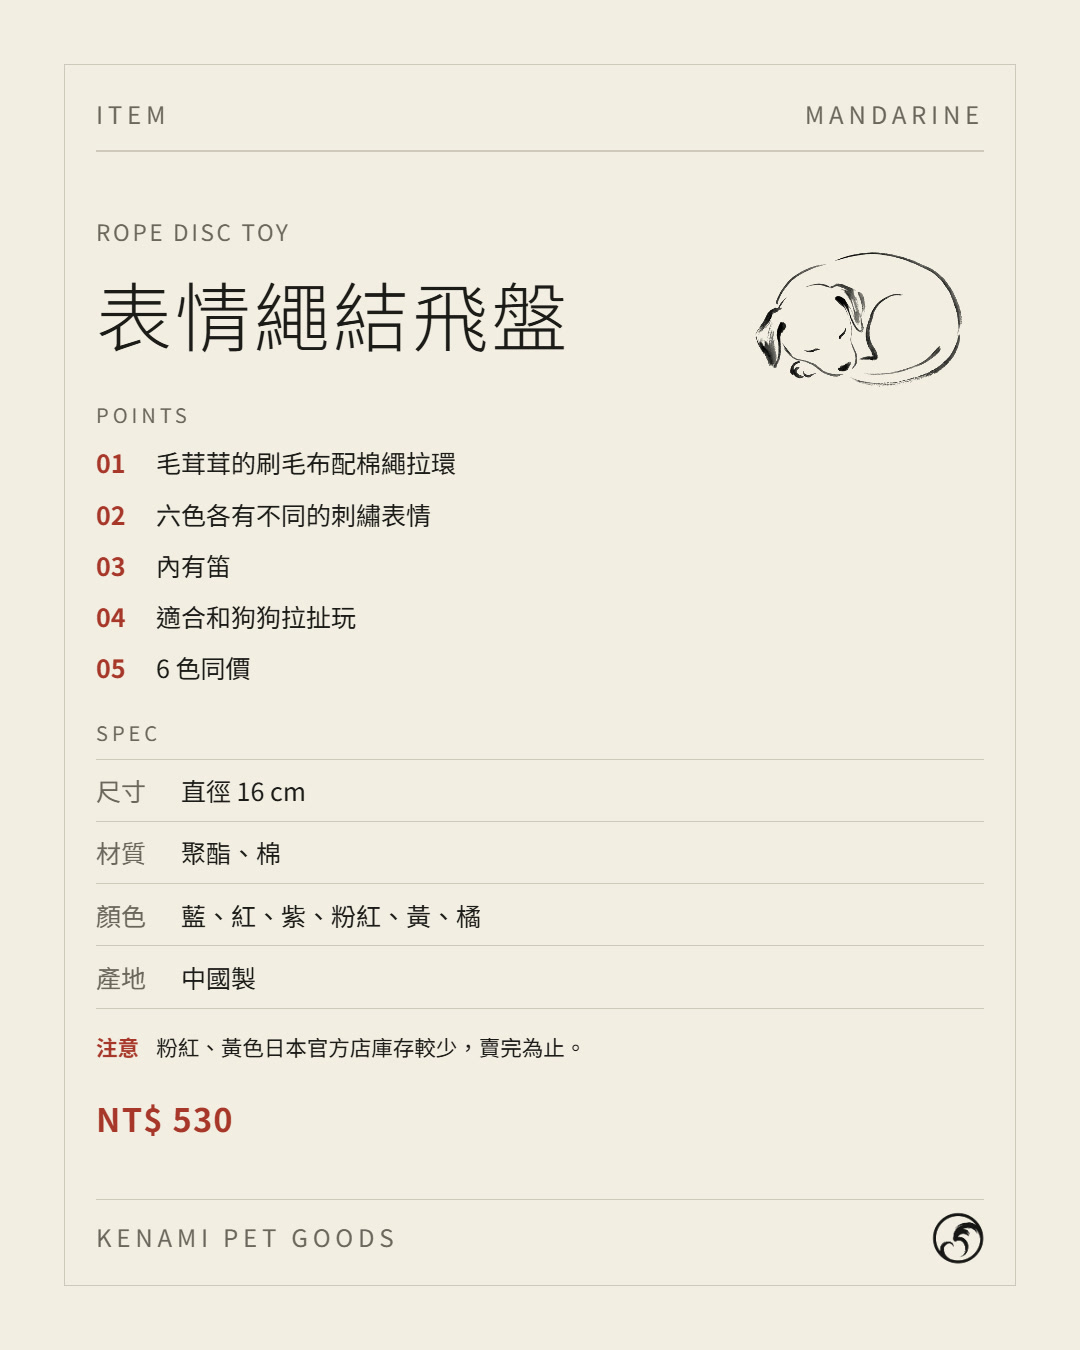 ITEM
MANDARINE
ROPE DISC TOY
表情繩結飛盤
POINTS
01 毛茸茸的刷毛布配棉繩拉環
02 六色各有不同的刺繡表情
03 內有笛
04 適合和狗狗拉扯玩
05 6 色同價
SPEC
尺寸 直徑 16 cm
材質 聚酯、棉
顏色 藍、紅、紫、粉紅、黃、橘
產地 中國製
注意 粉紅、黃色日本官方店庫存較少，賣完為止。
NT$ 530
KENAMI PET GOODS